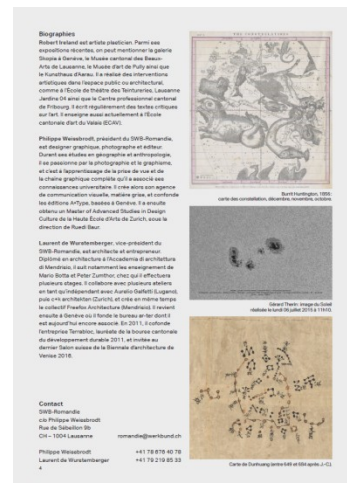 Biographies
Robert Ireland est artiste plasticien. Parmi ses
expositions récentes, on peut mentionner la galerie
Skopia à Genève, le Musée cantonal des Beaux-
Arts de Lausanne, le Musée d'art de Pully ainsi que
le Kunsthaus d'Aarau. Il a réalisé des interventions
artistiques dans l'espace public ou architectural,
comme à l'École de théâtre des Teintureries, Lausanne
Jardins 04 ainsi que le Centre professionnel cantonal
de Fribourg. Il écrit régulièrement des textes critiques
sur l'art. Il enseigne aussi actuellement à l'École
cantonale d'art du Valais (ECAV).
Philippe Weissbrodt, président du SWB-Romandie,
est designer graphique, photographe et éditeur.
Durant ses études en géographie et anthropologie,
il se passionne par la photographie et le graphisme,
et c'est à l'apprentissage de la prise de vue et de
la chaîne graphique complète qu'il a associé ses
connaissances universitaire. Il crée alors son agence
de communication visuelle, matière grise, et confonde
les éditions A•Type, basées à Genève. Il a ensuite
obtenu un Master of Advanced Studies in Design
Culture de la Haute École d'Arts de Zurich, sous la
direction de Ruedi Baur.
Laurent de Wurstemberger, vice-président du
SWB-Romandie, est architecte et entrepreneur.
Diplômé en architecture à l'Accademia di architettura
di Mendrisio, il suit notamment les enseignement de
Mario Botta et Peter Zumthor, chez qui il effectuera
plusieurs stages. Il collabore avec plusieurs ateliers
en tant qu'indépendant avec Aurelio Galfetti (Lugano),
puis c+n architekten (Zurich), et crée en même temps
le collectif Freefox Architecture (Mendrisio). Il revient
ensuite à Genève où il fonde le bureau ar-ter dont il
est aujourd'hui encore associé. En 2011, il cofonde
l'entreprise Terrabloc, lauréate de la bourse cantonale
du développement durable 2011, et invitée au
dernier Salon suisse de la Biennale d'architecture de
Venise 2016.
Contact
SWB-Romandie
c/o Philippe Weissbrodt
Rue de Sébeillon 9b
CH – 1004 Lausanne romandie@werkbund.ch
Philippe Weissbrodt +41 79 676 40 78
Laurent de Wurstemberger +41 79 219 65 33
4
Burrit Huntington, 1856:
carte des constellation, décembre, novembre, octobre.
Gérard Therin: image du Soleil
réalisée le lundi 06 juillet 2015 à 11H10.
Carte de Dunhuang (entre 649 et 684 après J.-C.).